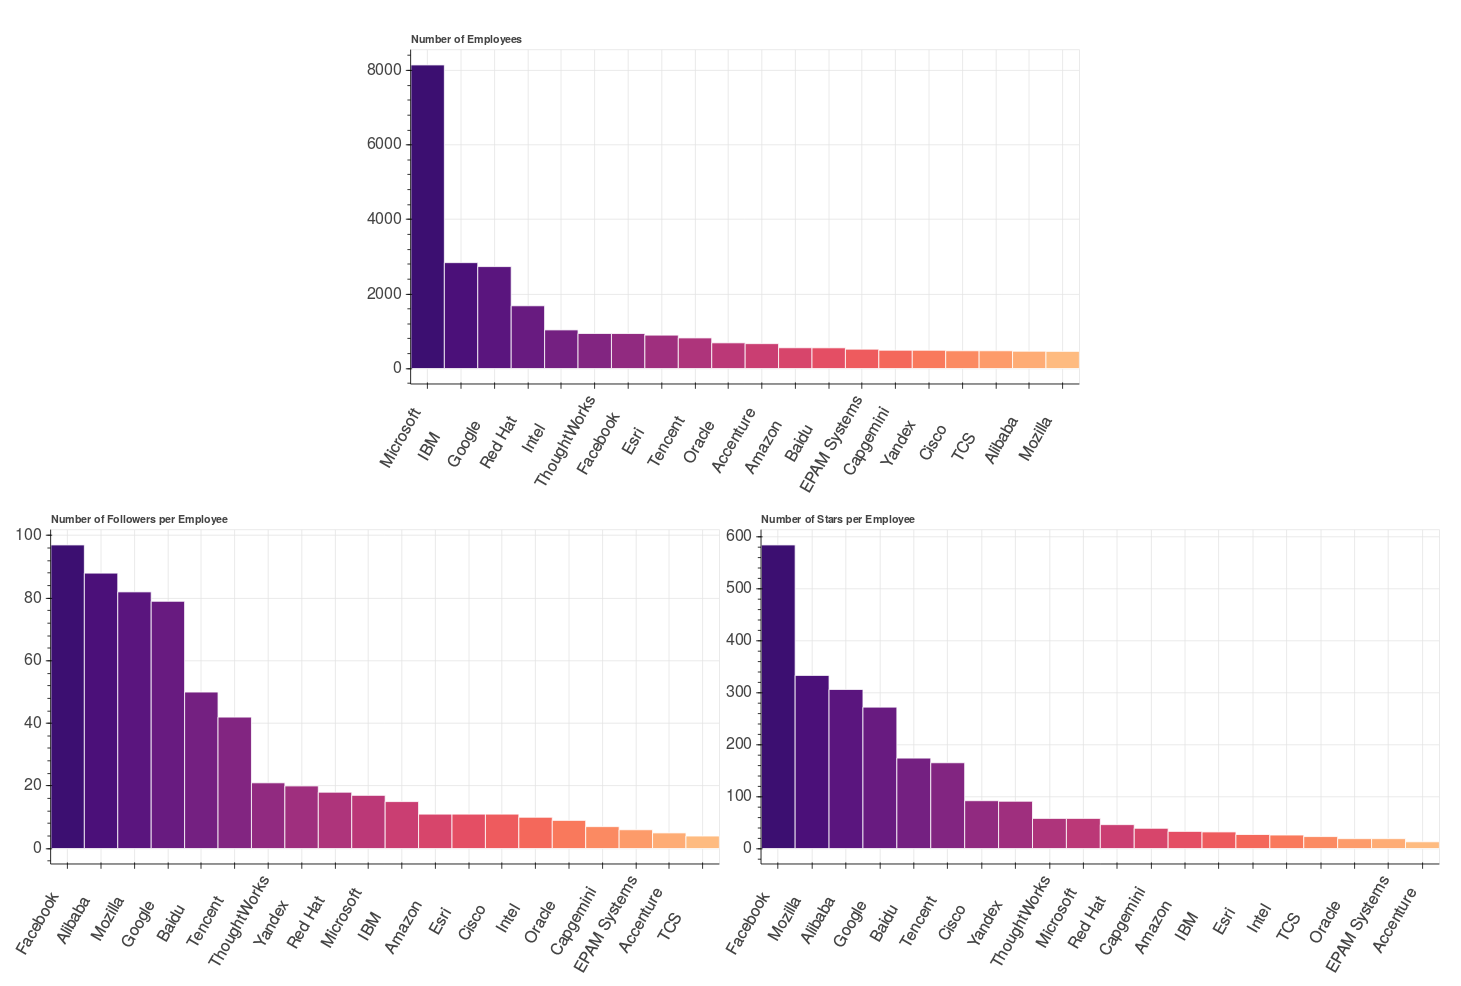 Number of Employees
8000
6000
4000
2000
0
Microsoft
IBM
Google
Red Hat
Intel
ThoughtWorks
Facebook
Esri
Tencent
Oracle
Accenture
Amazon
Baidu
EPAM Systems
Capgemini
Yandex
Cisco
TCS
Alibaba
Mozilla
Number of Followers per Employee
100
80
60
40
20
0
Facebook
Alibaba
Mozilla
Google
Baidu
Tencent
ThoughtWorks
Yandex
Red Hat
Microsoft
IBM
Amazon
Esri
Cisco
Intel
Oracle
Capgemini
EPAM Systems
Accenture
TCS
Number of Stars per Employee
600
500
400
300
200
100
0
Facebook
Mozilla
Alibaba
Google
Baidu
Tencent
Cisco
Yandex
ThoughtWorks
Microsoft
Red Hat
Capgemini
Amazon
IBM
Esri
Intel
TCS
Oracle
EPAM Systems
Accenture